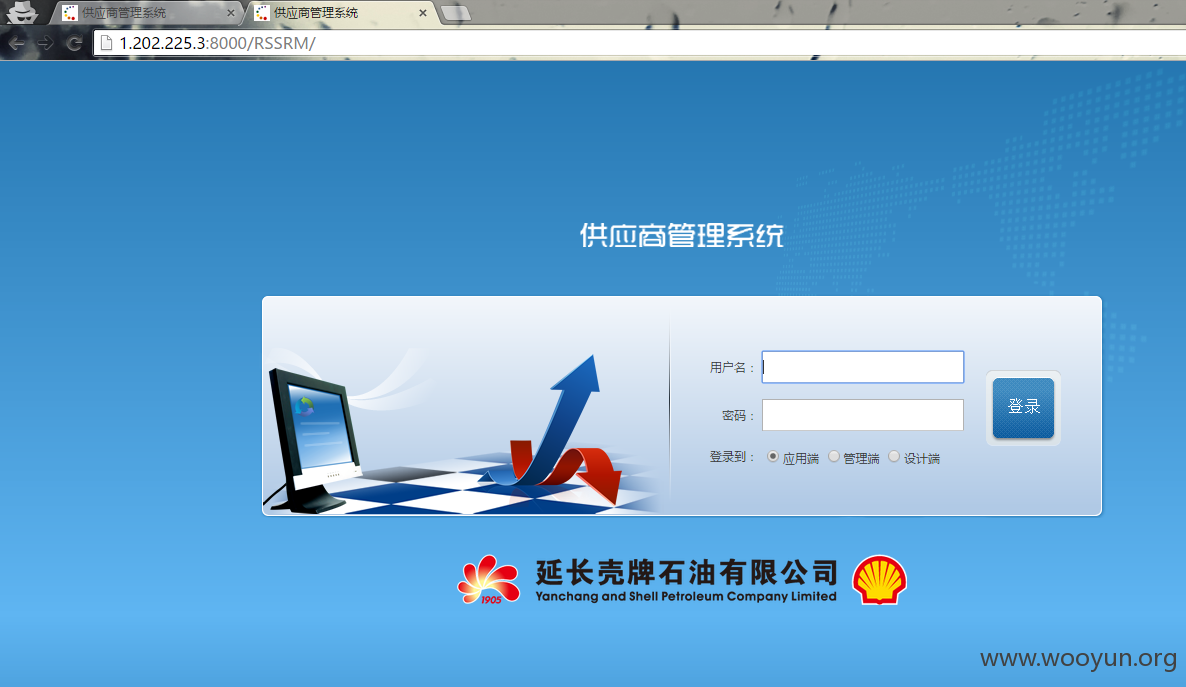 供应商管理系统
供应商管理系统
1.202.225.3:8000/RSSRM/
供应商管理系统
用户名：
密码：
登录
登录到： 应用端 管理端 设计端
1905
延长壳牌石油有限公司
Yanchang and Shell Petroleum Company Limited
www.wooyun.org